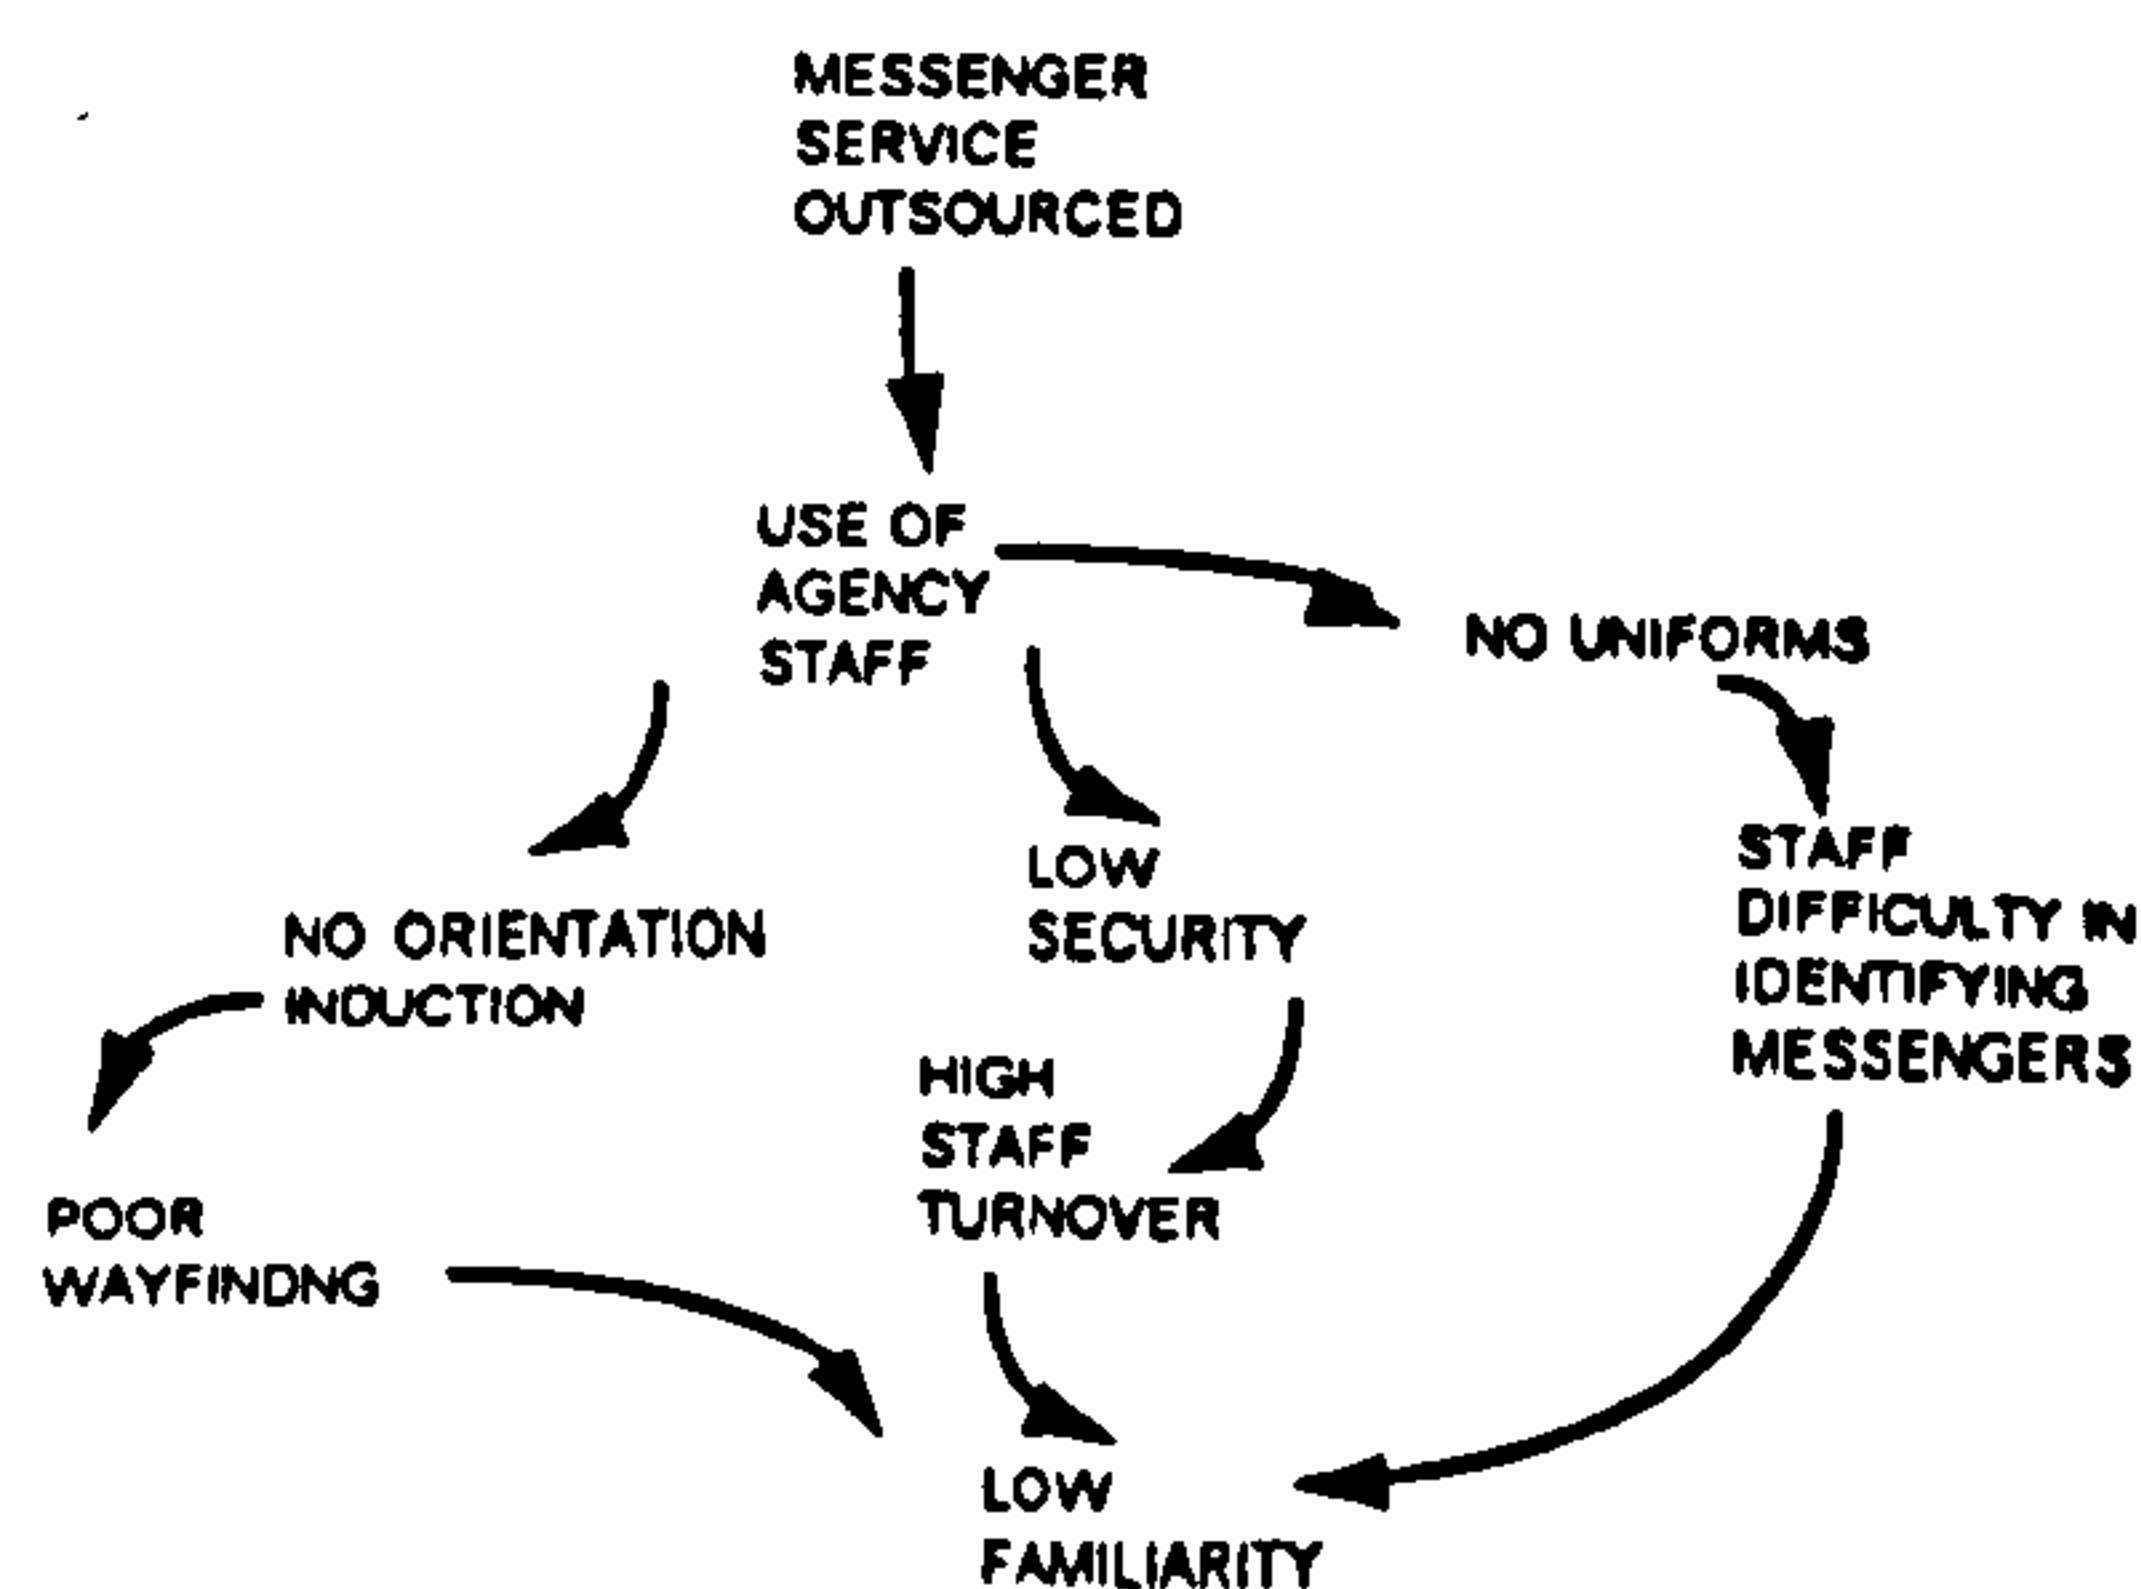 MESSENGER
SERVICE
OUTSOURCED
USE OF
AGENCY
STAFF
NO UNIFORMS
LOW
SECURITY
STAFF
DIFFICULTY IN
IDENTIFYING
MESSENGERS
NO ORIENTATION
INDUCTION
HIGH
STAFF
TURNOVER
POOR
WAYFINDNG
LOW
FAMILIARITY